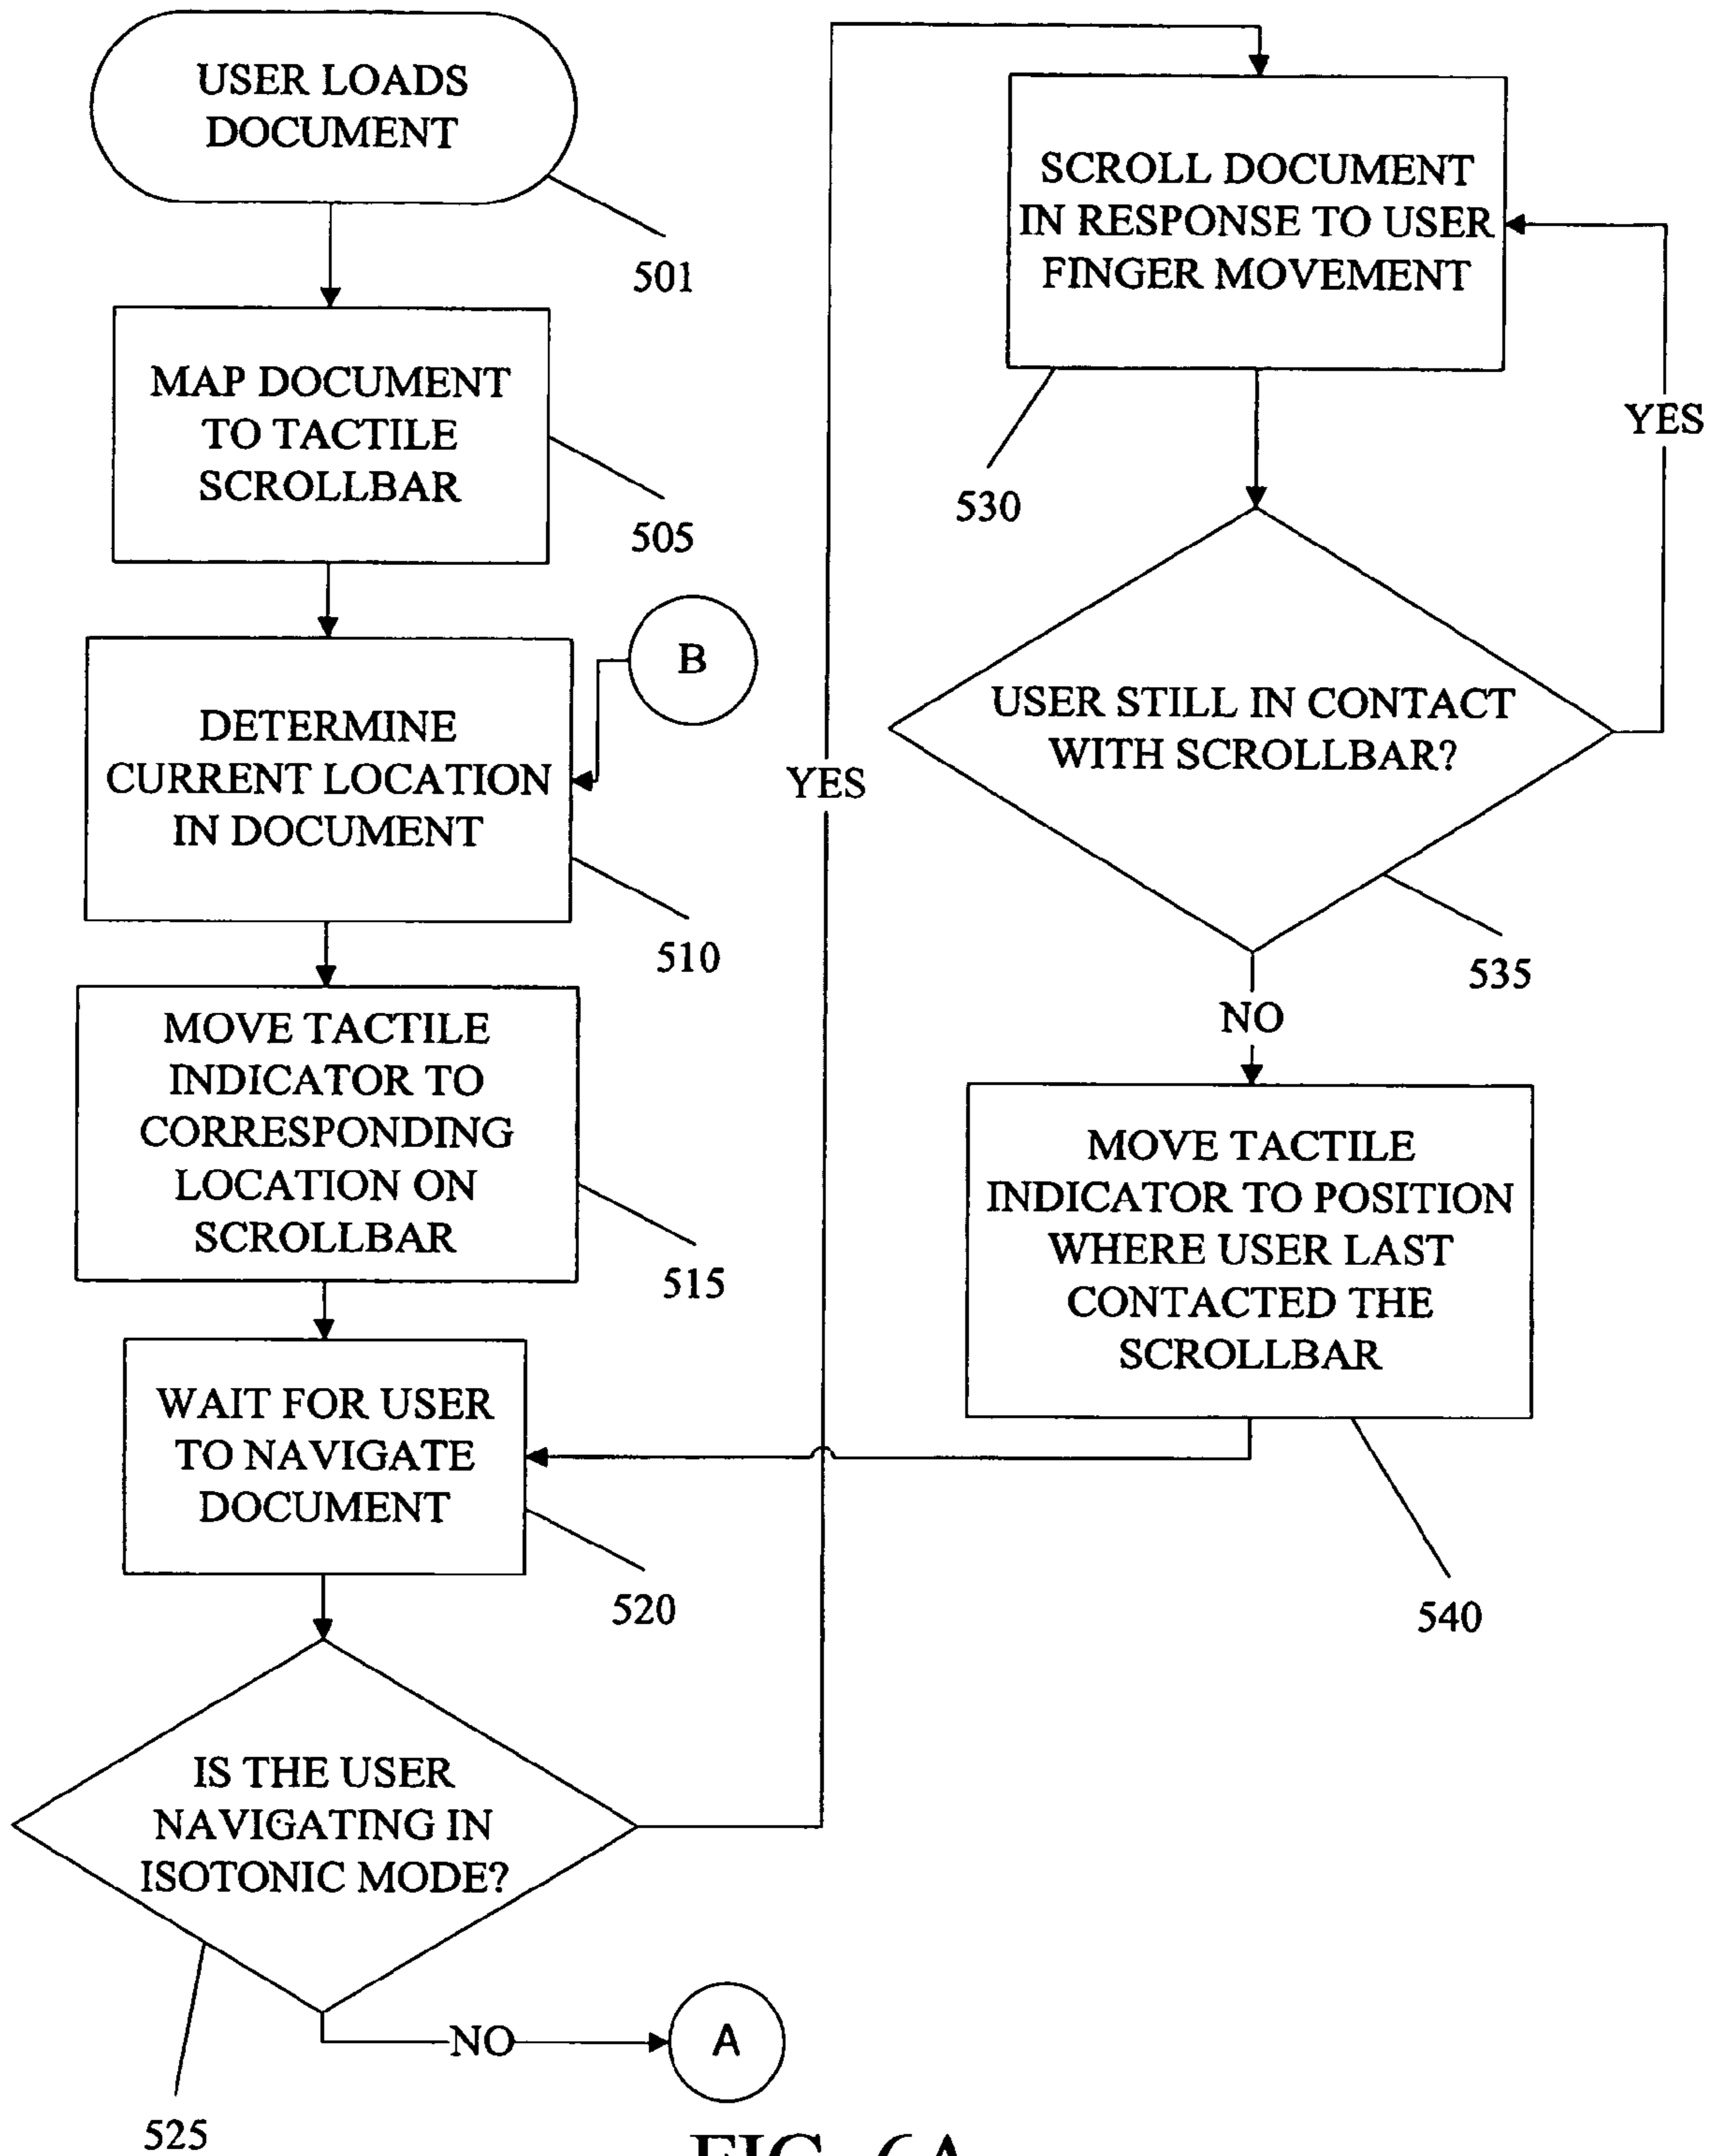 USER LOADS
DOCUMENT
501
MAP DOCUMENT
TO TACTILE
SCROLLBAR
505
B
DETERMINE
CURRENT LOCATION
IN DOCUMENT
510
MOVE TACTILE
INDICATOR TO
CORRESPONDING
LOCATION ON
SCROLLBAR
515
WAIT FOR USER
TO NAVIGATE
DOCUMENT
520
IS THE USER
NAVIGATING IN
ISOTONIC MODE?
525
NO
A
YES
SCROLL DOCUMENT
IN RESPONSE TO USER
FINGER MOVEMENT
530
YES
USER STILL IN CONTACT
WITH SCROLLBAR?
535
NO
MOVE TACTILE
INDICATOR TO POSITION
WHERE USER LAST
CONTACTED THE
SCROLLBAR
540
FIG. 6A